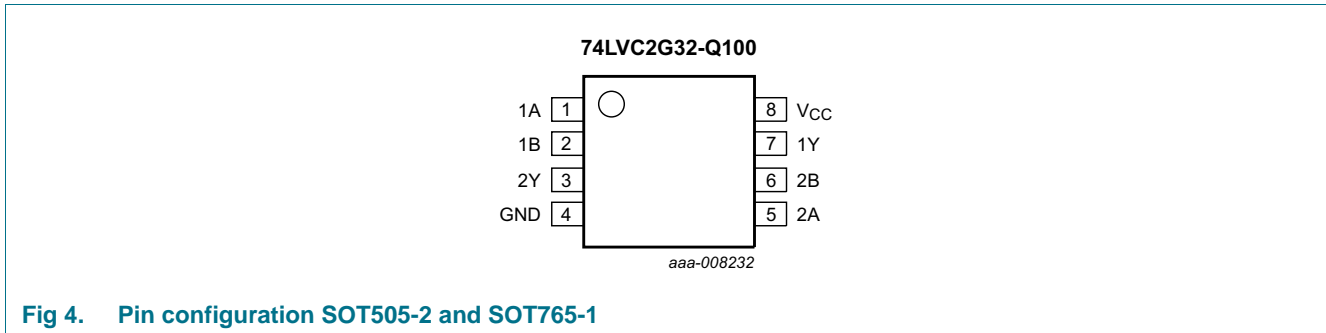 74LVC2G32-Q100
1A 1 8 VCC
1B 2 7 1Y
2Y 3 6 2B
GND 4 5 2A
aaa-008232
Fig 4. Pin configuration SOT505-2 and SOT765-1